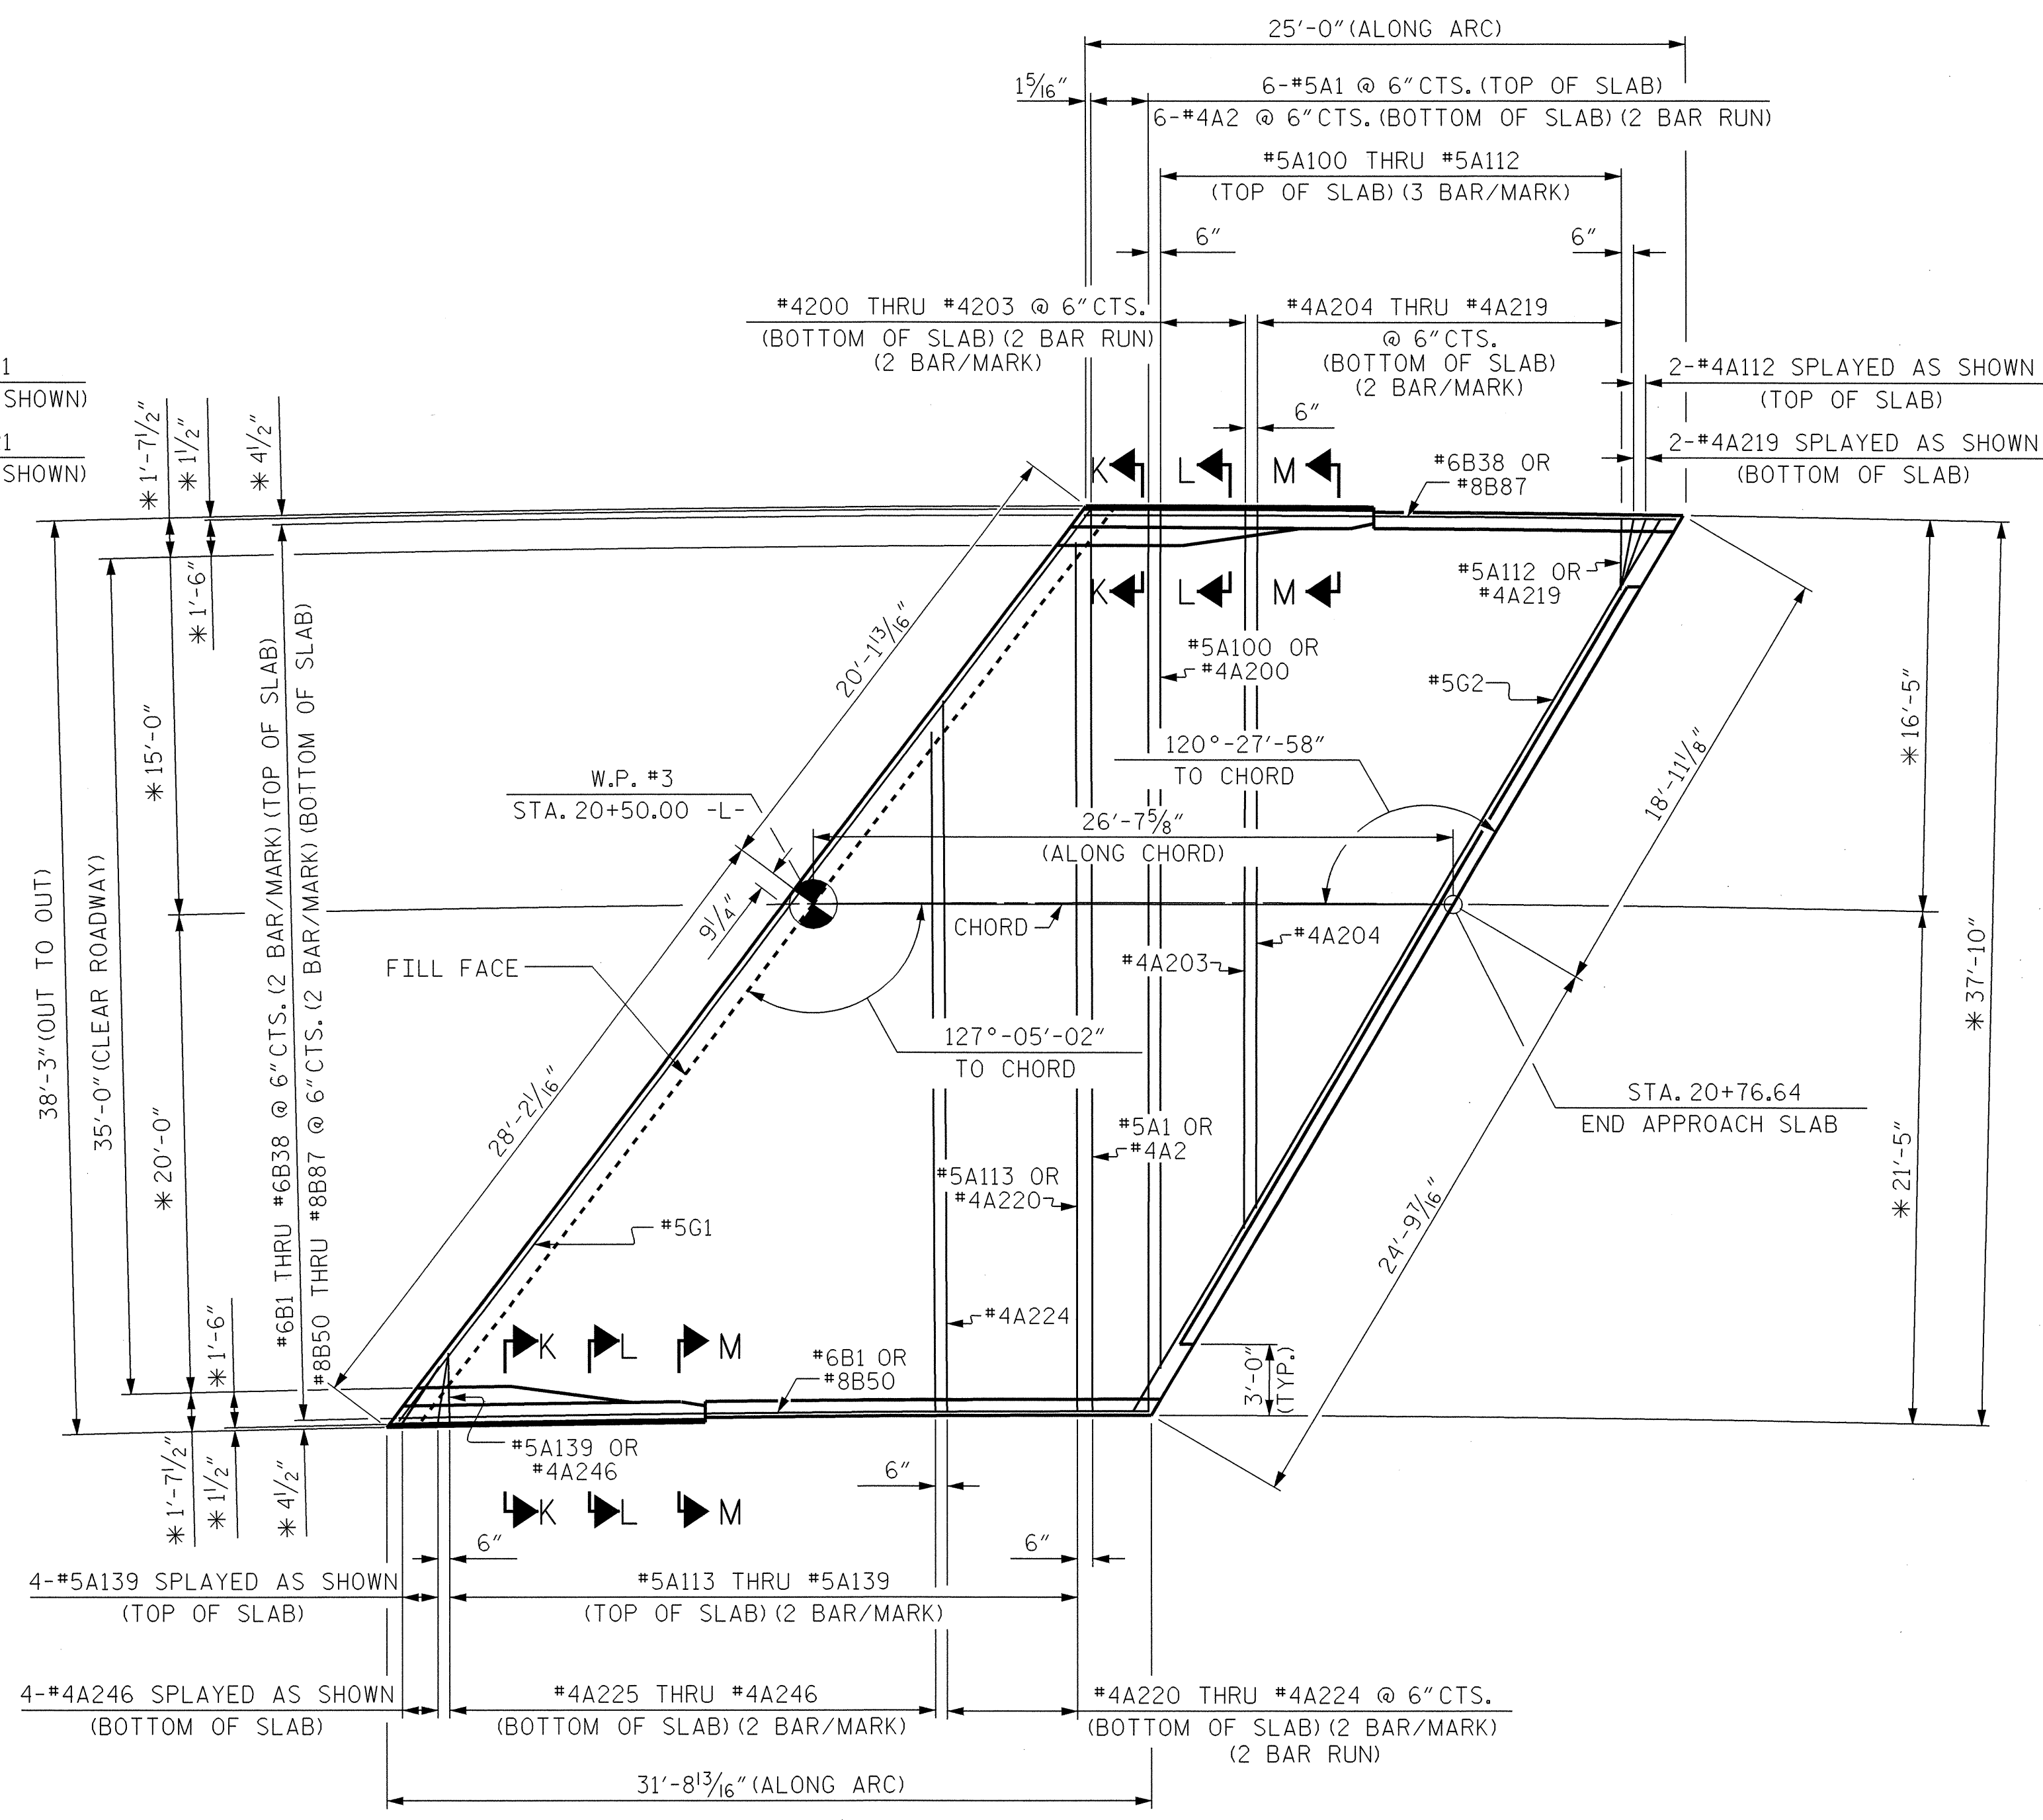 25'-0" (ALONG ARC)
1 5/16"
6-#5A1 @ 6" CTS. (TOP OF SLAB)
6-#4A2 @ 6" CTS. (BOTTOM OF SLAB) (2 BAR RUN)
#5A100 THRU #5A112
(TOP OF SLAB) (3 BAR/MARK)
6"
6"
#4200 THRU #4203 @ 6" CTS.
(BOTTOM OF SLAB) (2 BAR RUN)
(2 BAR/MARK)
#4A204 THRU #4A219
@ 6" CTS.
(BOTTOM OF SLAB)
(2 BAR/MARK)
6"
2-#4A112 SPLAYED AS SHOWN
(TOP OF SLAB)
2-#4A219 SPLAYED AS SHOWN
(BOTTOM OF SLAB)
1
SHOWN)
1
SHOWN)
*1'-7 1/2"
*1 1/2"
*4 1/2"
*1'-6"
K
L
M
#6B38 OR
#8B87
K
L
M
#5A112 OR
#4A219
#5A100 OR
#4A200
#5G2
20'-1 13/16"
120°-27'-58"
TO CHORD
W.P. #3
STA. 20+50.00 -L-
26'-7 5/8"
(ALONG CHORD)
9 1/4"
CHORD
FILL FACE
#4A203
#4A204
127°-05'-02"
TO CHORD
18'-11 1/8"
*16'-5"
*37'-10"
*21'-5"
STA. 20+76.64
END APPROACH SLAB
24'-9 7/16"
38'-3" (OUT TO OUT)
35'-0" (CLEAR ROADWAY)
*15'-0"
*20'-0"
#6B1 THRU #6B38 @ 6" CTS. (2 BAR/MARK) (TOP OF SLAB)
#8B50 THRU #8B87 @ 6" CTS. (2 BAR/MARK) (BOTTOM OF SLAB)
28'-2 1/16"
#5A1 OR
#4A2
#5A113 OR
#4A220
#5G1
#4A224
K
L
M
#6B1 OR
#8B50
3'-0"
(TYP.)
*1'-6"
*1'-7 1/2"
*1 1/2"
*4 1/2"
#5A139 OR
#4A246
K
L
M
6"
6"
6"
4-#5A139 SPLAYED AS SHOWN
(TOP OF SLAB)
#5A113 THRU #5A139
(TOP OF SLAB) (2 BAR/MARK)
4-#4A246 SPLAYED AS SHOWN
(BOTTOM OF SLAB)
#4A225 THRU #4A246
(BOTTOM OF SLAB) (2 BAR/MARK)
#4A220 THRU #4A224 @ 6" CTS.
(BOTTOM OF SLAB) (2 BAR/MARK)
(2 BAR RUN)
31'-8 13/16" (ALONG ARC)